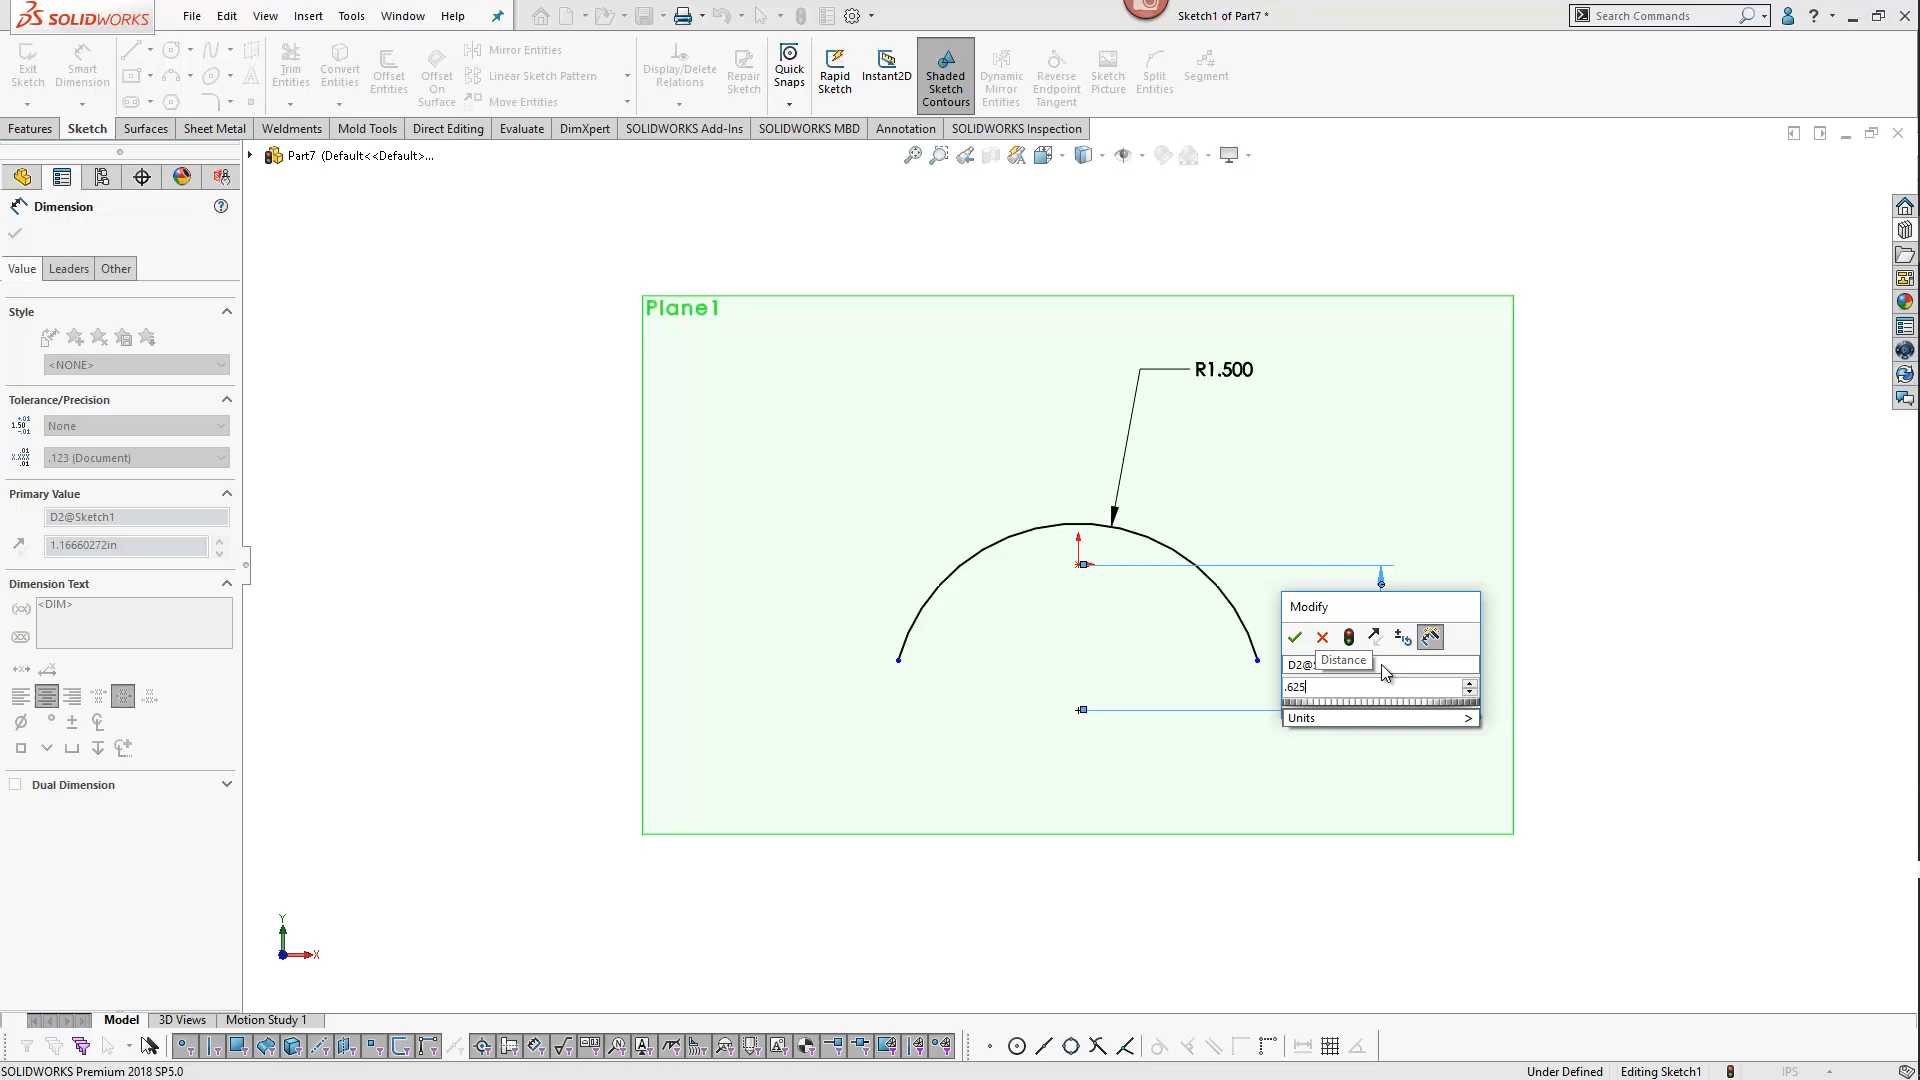 SOLIDWORKS
File Edit View Insert Tools Window Help
Sketch1 of Part7 *
Search Commands
Exit Sketch
Smart Dimension
Trim Entities
Convert Entities
Offset Entities
Offset On Surface
Mirror Entities
Linear Sketch Pattern
Move Entities
Display/Delete Relations
Repair Sketch
Quick Snaps
Rapid Sketch
Instant2D
Shaded Sketch Contours
Dynamic Mirror Entities
Reverse Endpoint Tangent
Sketch Picture
Split Entities
Segment
Features Sketch Surfaces Sheet Metal Weldments Mold Tools Direct Editing Evaluate DimXpert SOLIDWORKS Add-Ins SOLIDWORKS MBD Annotation SOLIDWORKS Inspection
Part7 (Default<<Default>...
Dimension
Value Leaders Other
Style
<NONE>
Tolerance/Precision
None
.123 (Document)
Primary Value
D2@Sketch1
1.16660272in
Dimension Text
<DIM>
Dual Dimension
Plane1
R1.500
Modify
D2@S
Distance
.625
Units >
Y
X
Model 3D Views Motion Study 1
SOLIDWORKS Premium 2018 SP5.0
Under Defined Editing Sketch1 IPS